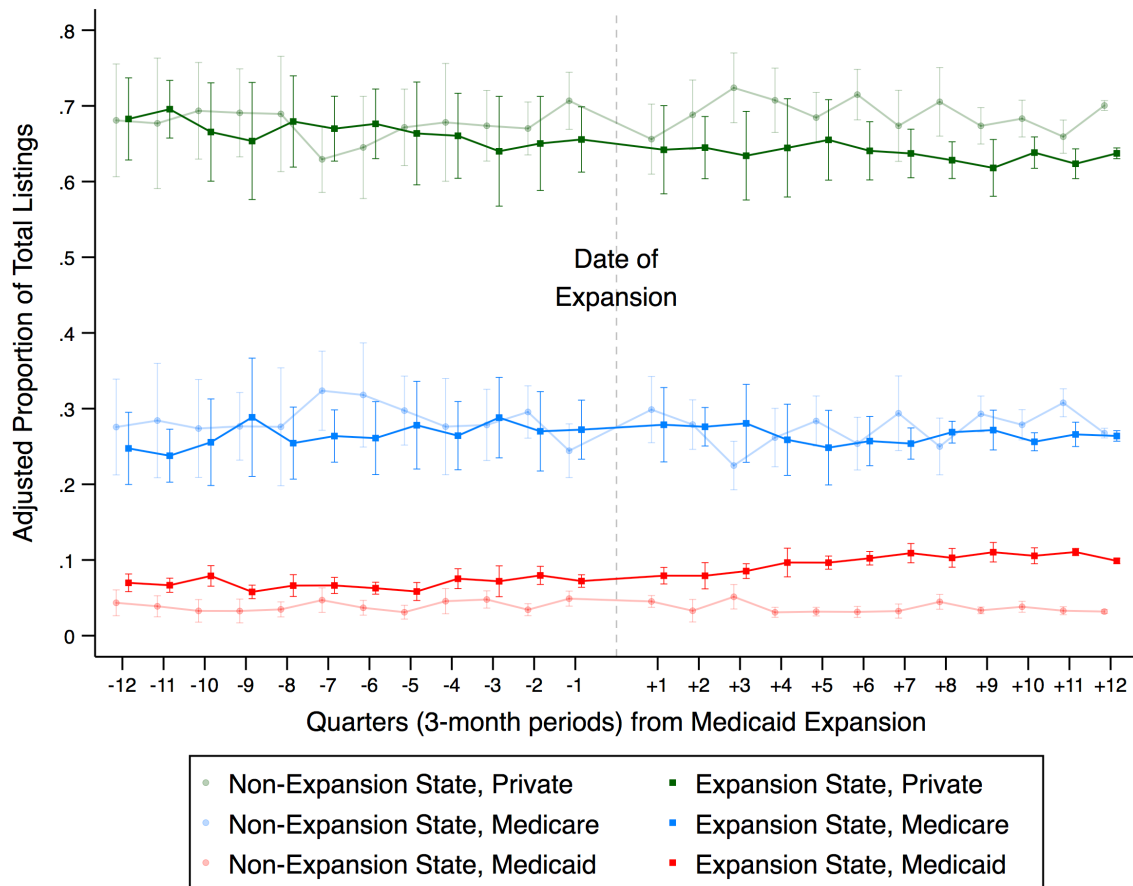 Adjusted Proportion of Total Listings
.8
.7
.6
.5
.4
.3
.2
.1
0
Date of
Expansion
-12 -11 -10 -9 -8 -7 -6 -5 -4 -3 -2 -1 +1 +2 +3 +4 +5 +6 +7 +8 +9 +10 +11 +12
Quarters (3-month periods) from Medicaid Expansion
Non-Expansion State, Private Expansion State, Private
Non-Expansion State, Medicare Expansion State, Medicare
Non-Expansion State, Medicaid Expansion State, Medicaid